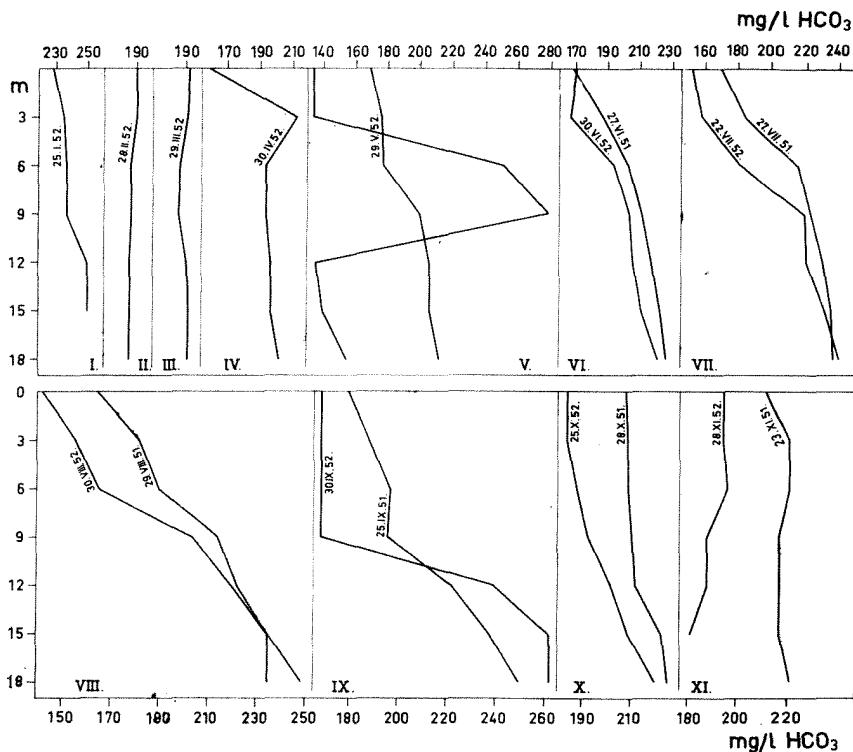 mg/l HCO₃
230 250 190 190 170 190 210 140 160 180 200 220 240 260 280 170 190 210 230 160 180 200 220 240
m
3
6
9
12
15
18
25.I.52.
28.II.52.
29.III.52
30.IV.52.
29.V.52.
30.VI.52.
27.VI.51
22.VII.52.
27.VII.51
I. II. III. IV. V. VI. VII.
0
3
6
9
12
15
18
30.VIII.52.
29.VIII.51.
30.IX.52.
25.IX.51.
25.X.52.
28.X.51.
28.XI.52.
23.XI.51.
VIII. IX. X. XI.
150 170 190 210 230 250 180 200 220 240 260 190 210 180 200 220
mg/l HCO₃